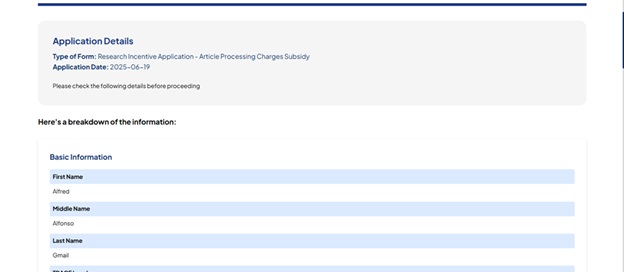 Application Details
Type of Form: Research Incentive Application - Article Processing Charges Subsidy
Application Date: 2025-06-19
Please check the following details before proceeding
Here's a breakdown of the information:
Basic Information
First Name
Alfred
Middle Name
Alfonso
Last Name
Gmail